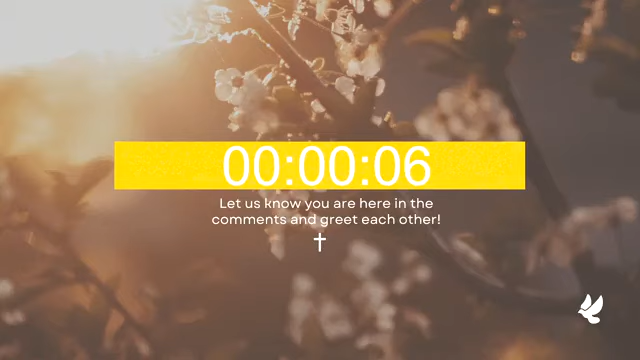 00:00:06
Let us know you are here in the
comments and greet each other!